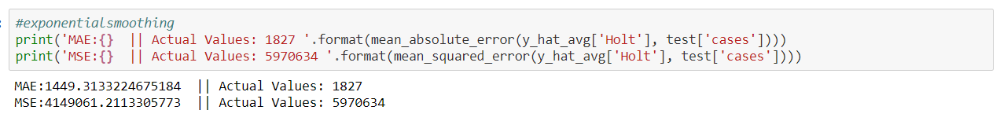 #exponentialsmoothing
print('MAE:{}  || Actual Values: 1827 '.format(mean_absolute_error(y_hat_avg['Holt'], test['cases'])))
print('MSE:{}  || Actual Values: 5970634 '.format(mean_squared_error(y_hat_avg['Holt'], test['cases'])))
MAE:1449.3133224675184  || Actual Values: 1827
MSE:4149061.2113305773  || Actual Values: 5970634